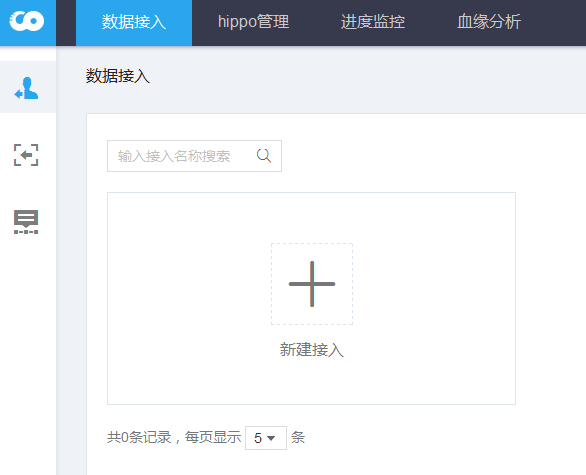 数据接入 hippo管理 进度监控 血缘分析
数据接入
输入接入名称搜索
新建接入
共0条记录，每页显示 5 条